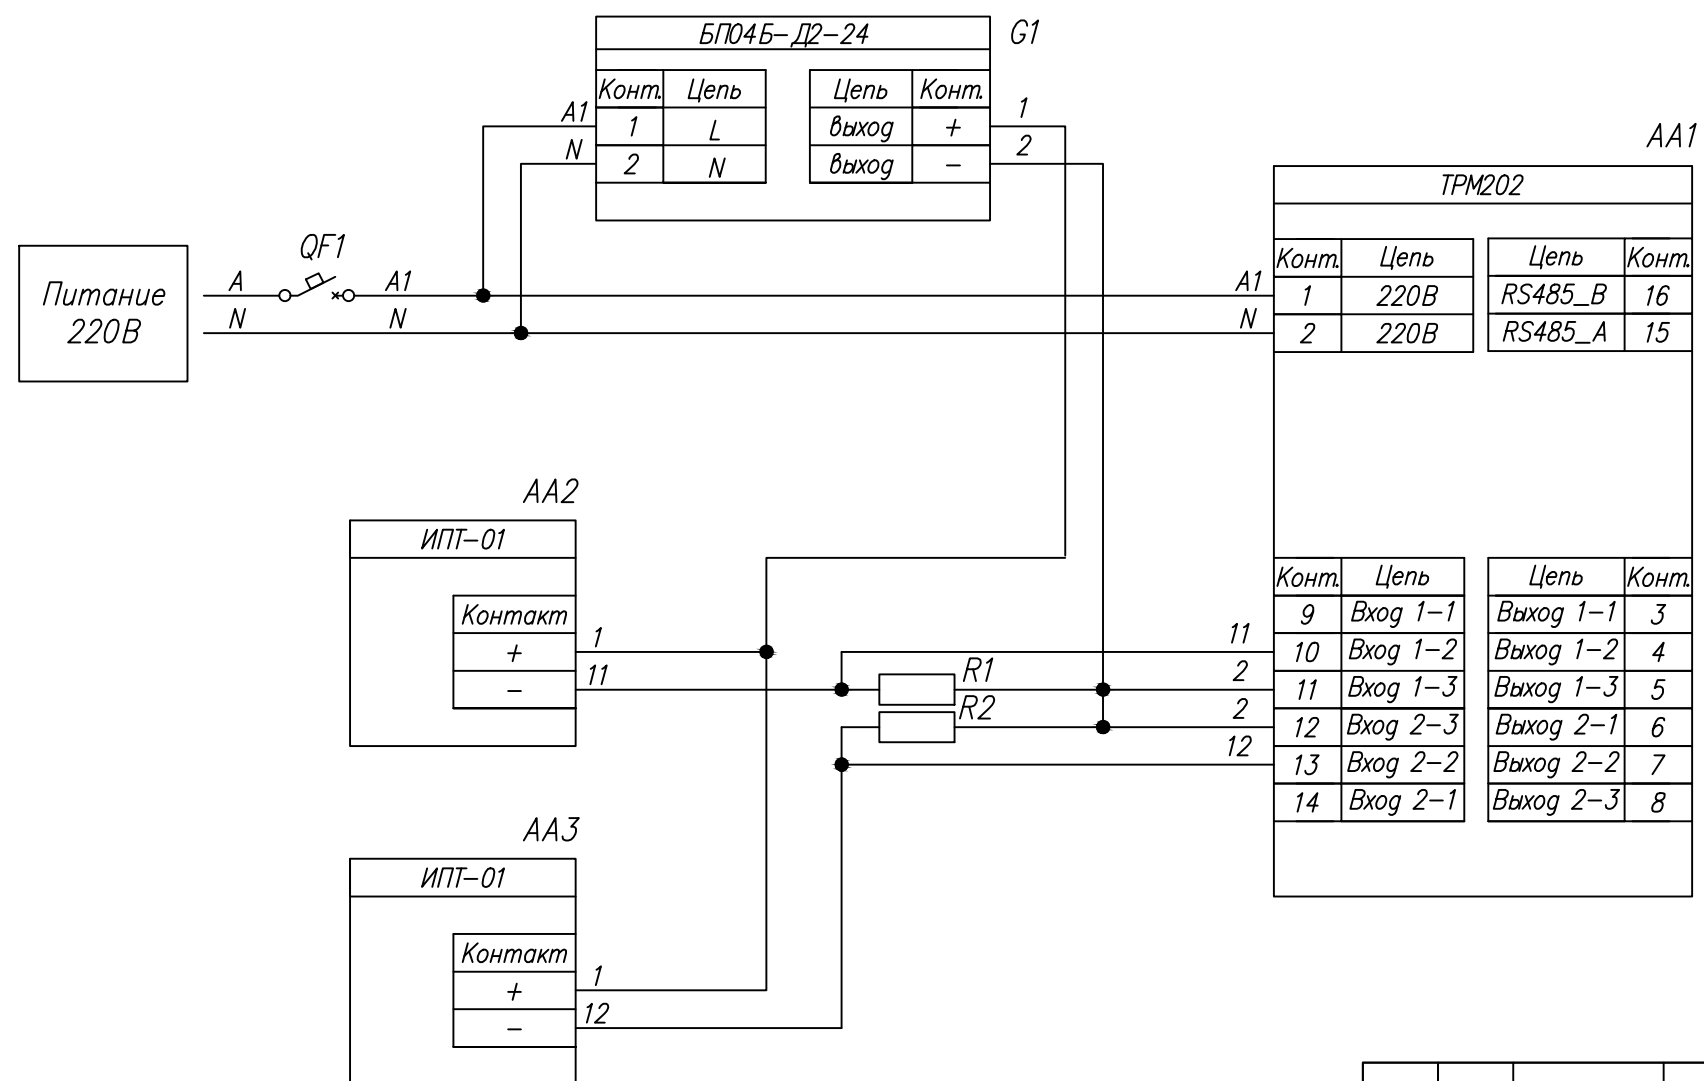 БП04Б-Д2-24
G1
Конт. Цепь Цепь Конт.
A1 1 L выход + 1
N 2 N выход - 2
AA1
ТРМ202
Питание
220В
QF1
A A1 A1
N N N
Конт. Цепь Цепь Конт.
1 220В RS485_B 16
2 220В RS485_A 15
AA2
ИПТ-01
Контакт
+ 1
- 11
Конт. Цепь Цепь Конт.
9 Вход 1-1 Выход 1-1 3
11 10 Вход 1-2 Выход 1-2 4
R1 2 11 Вход 1-3 Выход 1-3 5
R2 2 12 Вход 2-3 Выход 2-1 6
12 13 Вход 2-2 Выход 2-2 7
14 Вход 2-1 Выход 2-3 8
AA3
ИПТ-01
Контакт
+ 1
- 12